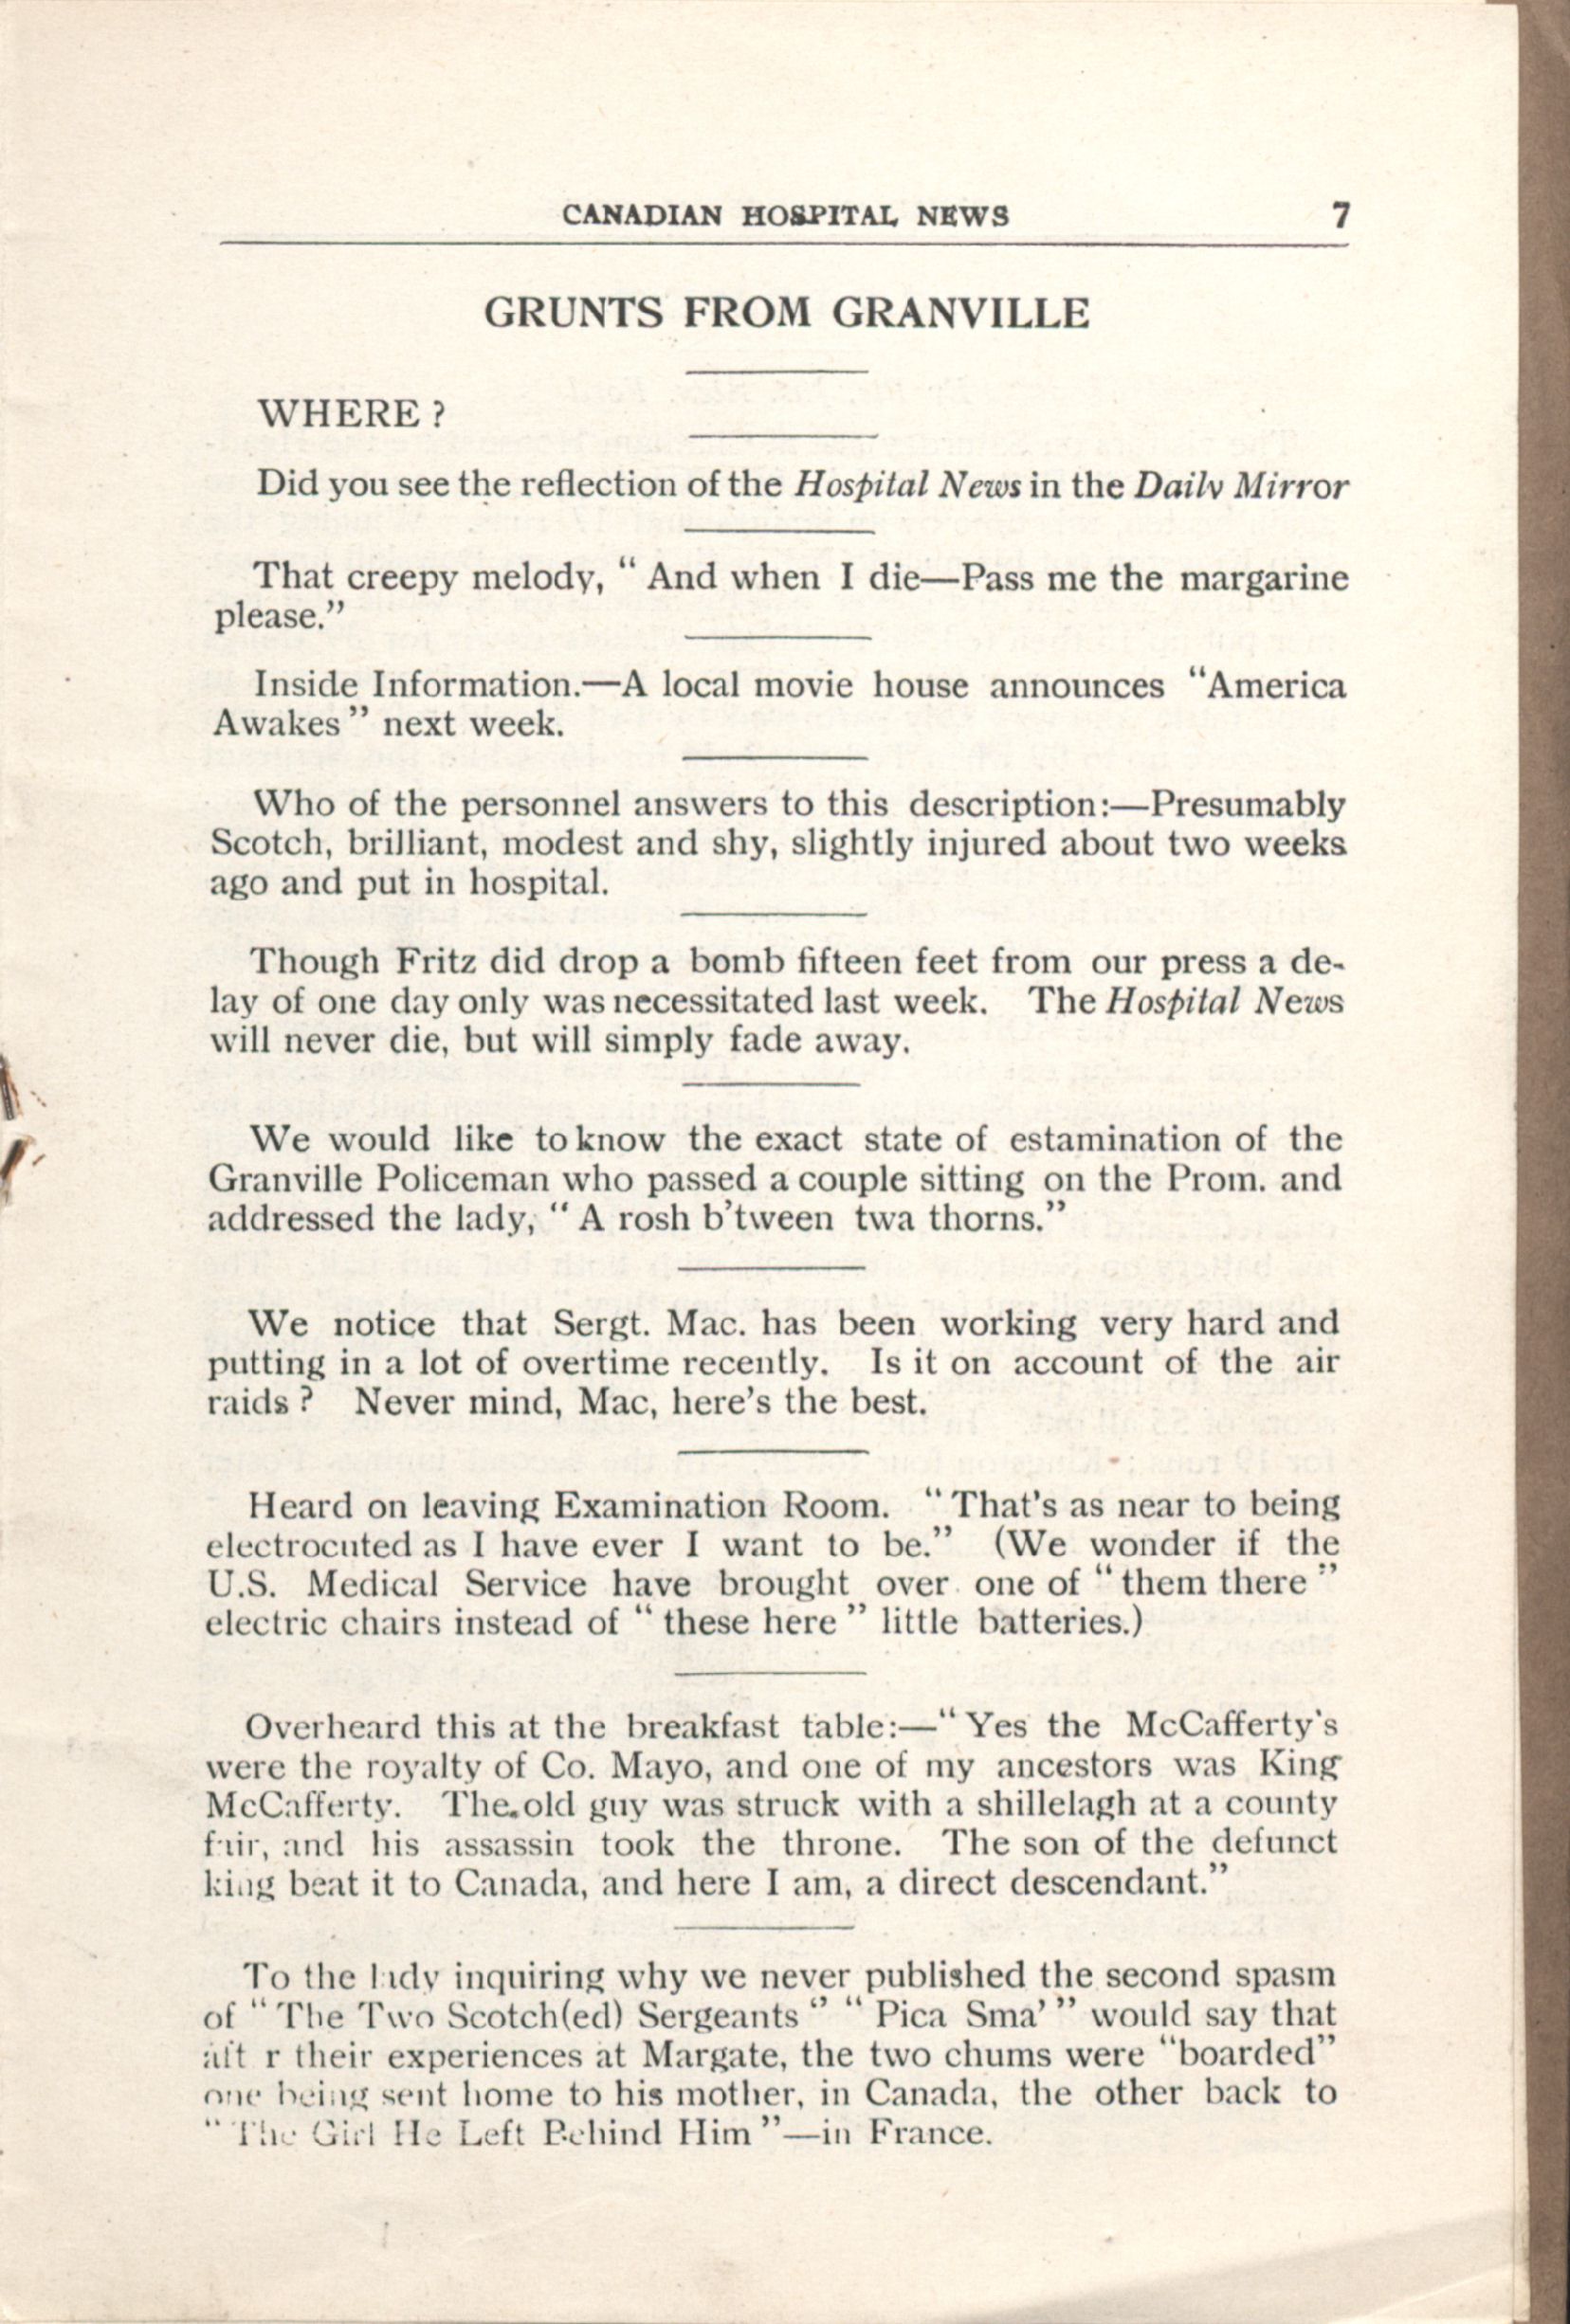 CANADIAN HOSPITAL NEWS 7
GRUNTS FROM GRANVILLE
WHERE ?
Did you see the reflection of the Hospital News in the Daily Mirror
That creepy melody, “ And when I die—Pass me the margarine
please.”
Inside Information.—A local movie house announces “America
Awakes ” next week.
Who of the personnel answers to this description:—Presumably
Scotch, brilliant, modest and shy, slightly injured about two weeks
ago and put in hospital.
Though Fritz did drop a bomb fifteen feet from our press a de-
lay of one day only was necessitated last week. The Hospital News
will never die, but will simply fade away.
We would like to know the exact state of estamination of the
Granville Policeman who passed a couple sitting on the Prom. and
addressed the lady, “ A rosh b’tween twa thorns.”
We notice that Sergt. Mac. has been working very hard and
putting in a lot of overtime recently. Is it on account of the air
raids ? Never mind, Mac, here’s the best.
Heard on leaving Examination Room. “ That’s as near to being
electrocuted as I have ever I want to be.” (We wonder if the
U.S. Medical Service have brought over one of “ them there ”
electric chairs instead of “ these here ” little batteries.)
Overheard this at the breakfast table:—“ Yes the McCafferty’s
were the royalty of Co. Mayo, and one of my ancestors was King
McCafferty. The old guy was struck with a shillelagh at a county
fair, and his assassin took the throne. The son of the defunct
king beat it to Canada, and here I am, a direct descendant.”
To the lady inquiring why we never published the second spasm
of “ The Two Scotch(ed) Sergeants ‘’ “ Pica Sma’ ” would say that
aft r their experiences at Margate, the two chums were “boarded”
one being sent home to his mother, in Canada, the other back to
“ The Girl He Left Behind Him ”—in France.